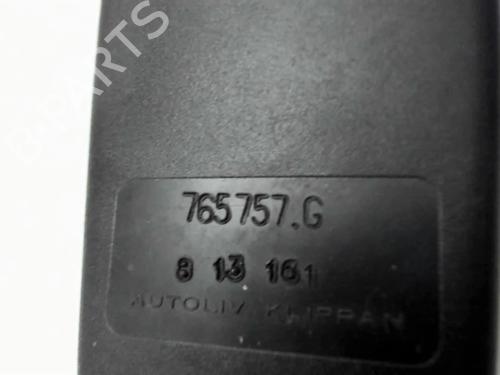 B-PARTS
765757.G
8 13 161
AUTOLIV KLIPPAN